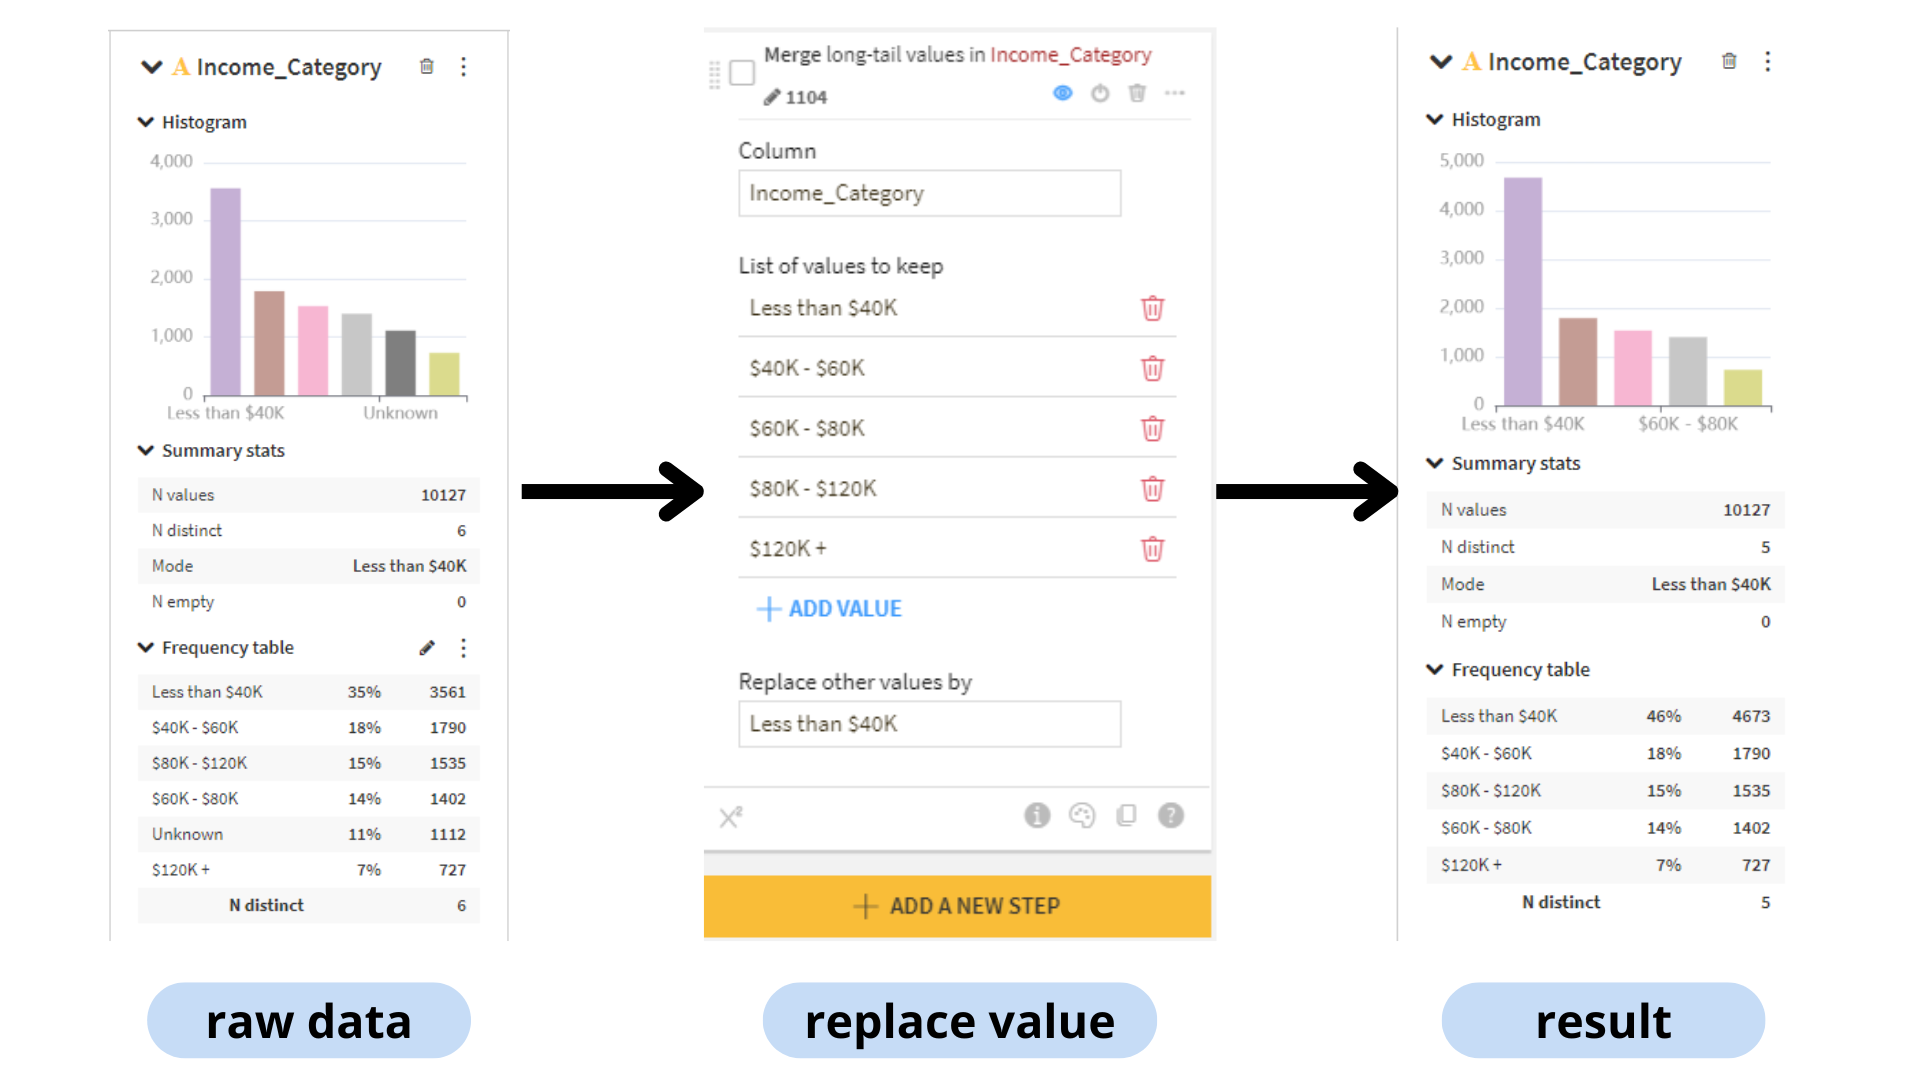 A Income_Category
Histogram
4,000
3,000
2,000
1,000
0
Less than $40K Unknown
Summary stats
N values 10127
N distinct 6
Mode Less than $40K
N empty 0
Frequency table
Less than $40K 35% 3561
$40K - $60K 18% 1790
$80K - $120K 15% 1535
$60K - $80K 14% 1402
Unknown 11% 1112
$120K + 7% 727
N distinct 6
raw data
Merge long-tail values in Income_Category
1104
Column
Income_Category
List of values to keep
Less than $40K
$40K - $60K
$60K - $80K
$80K - $120K
$120K +
+ ADD VALUE
Replace other values by
Less than $40K
X²
+ ADD A NEW STEP
replace value
A Income_Category
Histogram
5,000
4,000
3,000
2,000
1,000
0
Less than $40K $60K - $80K
Summary stats
N values 10127
N distinct 5
Mode Less than $40K
N empty 0
Frequency table
Less than $40K 46% 4673
$40K - $60K 18% 1790
$80K - $120K 15% 1535
$60K - $80K 14% 1402
$120K + 7% 727
N distinct 5
result